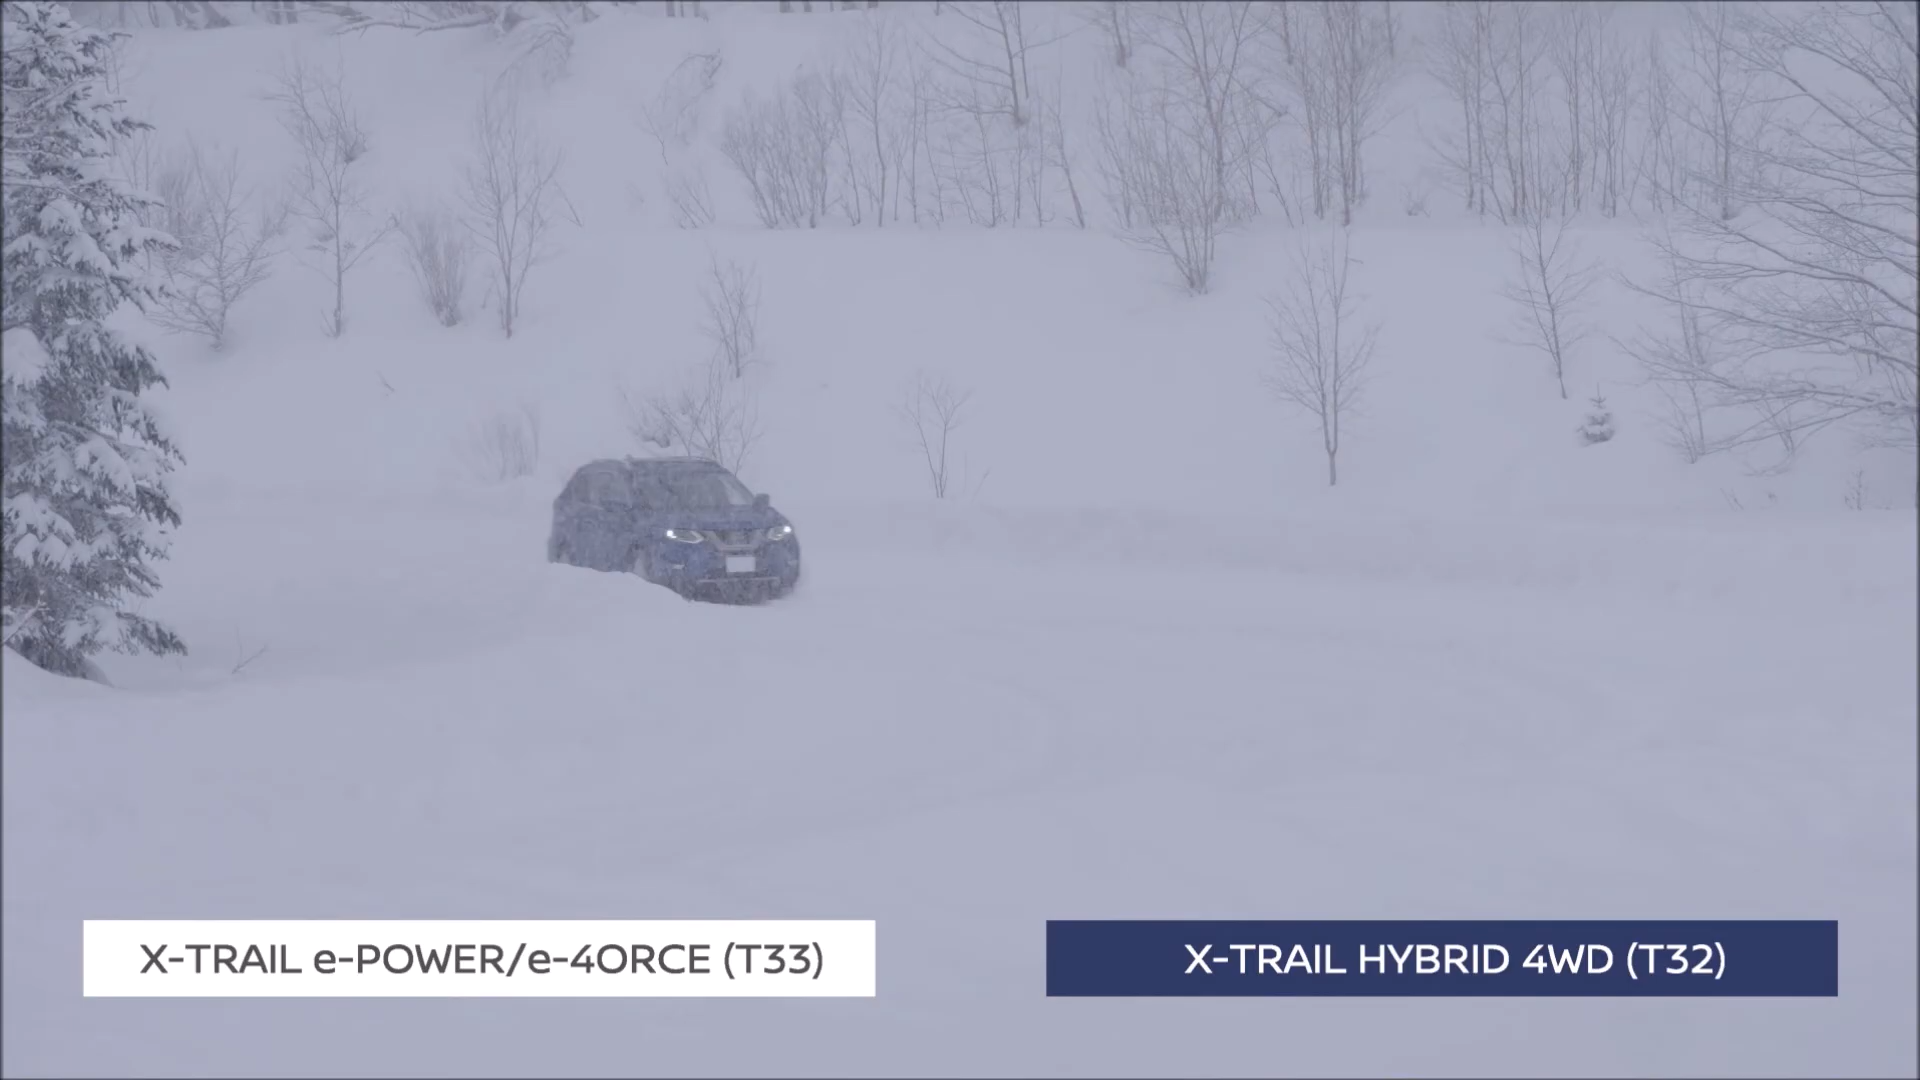 X-TRAIL e-POWER/e-4ORCE (T33)
X-TRAIL HYBRID 4WD (T32)